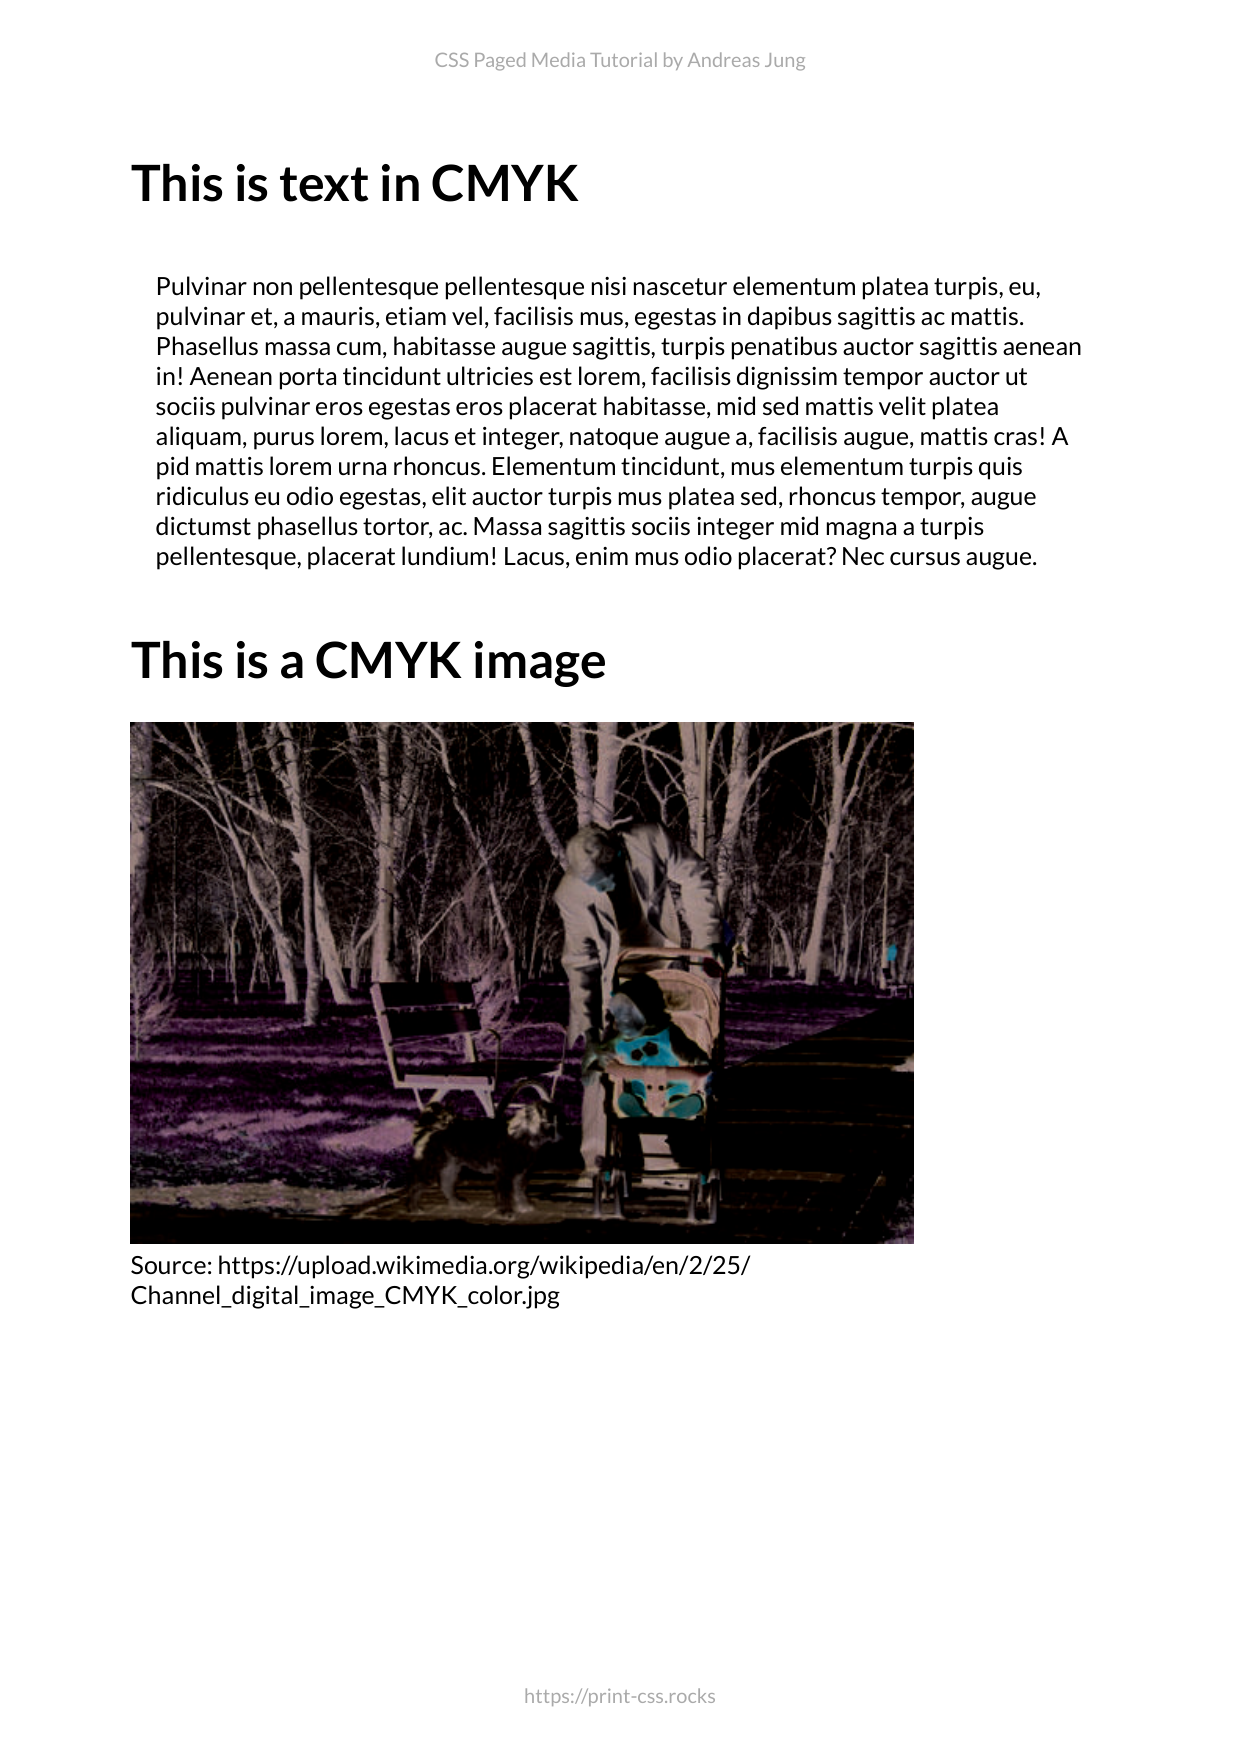 CSS Paged Media Tutorial by Andreas Jung
This is text in CMYK
Pulvinar non pellentesque pellentesque nisi nascetur elementum platea turpis, eu,
pulvinar et, a mauris, etiam vel, facilisis mus, egestas in dapibus sagittis ac mattis.
Phasellus massa cum, habitasse augue sagittis, turpis penatibus auctor sagittis aenean
in! Aenean porta tincidunt ultricies est lorem, facilisis dignissim tempor auctor ut
sociis pulvinar eros egestas eros placerat habitasse, mid sed mattis velit platea
aliquam, purus lorem, lacus et integer, natoque augue a, facilisis augue, mattis cras! A
pid mattis lorem urna rhoncus. Elementum tincidunt, mus elementum turpis quis
ridiculus eu odio egestas, elit auctor turpis mus platea sed, rhoncus tempor, augue
dictumst phasellus tortor, ac. Massa sagittis sociis integer mid magna a turpis
pellentesque, placerat lundium! Lacus, enim mus odio placerat? Nec cursus augue.
This is a CMYK image
Source: https://upload.wikimedia.org/wikipedia/en/2/25/
Channel_digital_image_CMYK_color.jpg
https://print-css.rocks